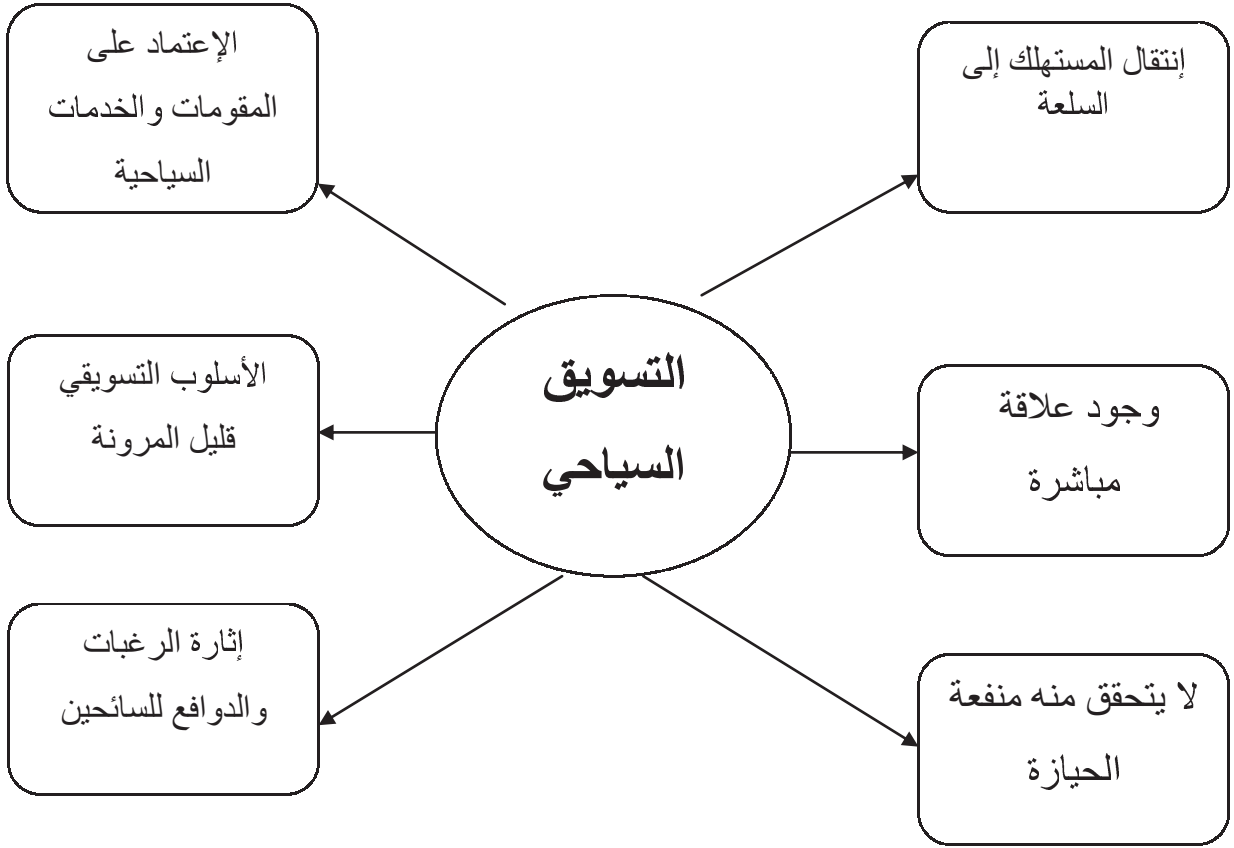 إنتقال المستهلك إلى
السلعة
الإعتماد على
المقومات والخدمات
السياحية
التسويق
السياحي
وجود علاقة
مباشرة
الأسلوب التسويقي
قليل المرونة
لا يتحقق منه منفعة
الحيازة
إثارة الرغبات
والدوافع للسائحين